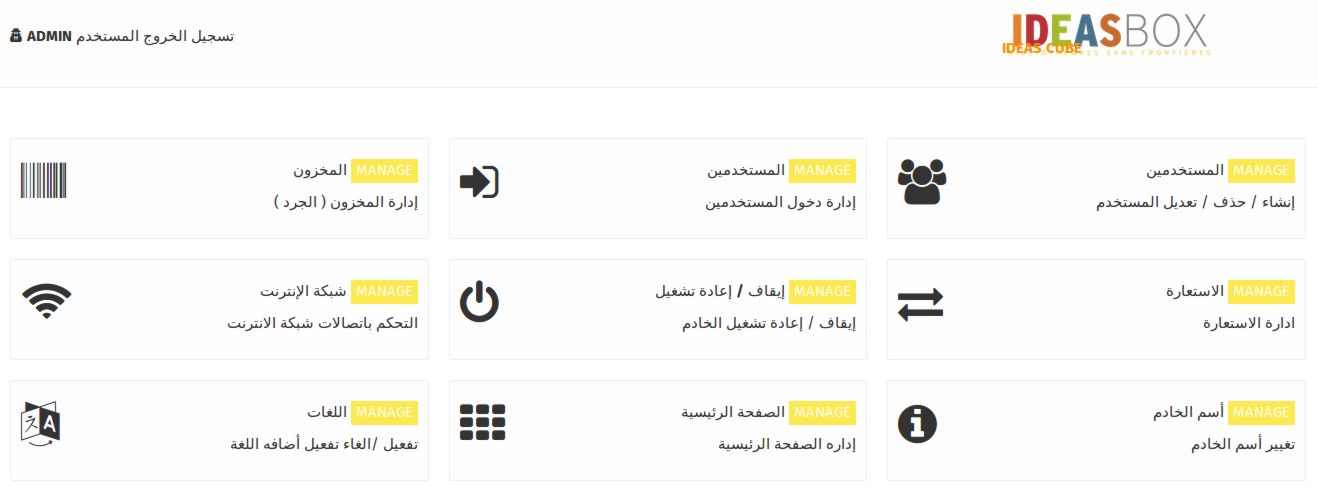 IDEASBOX
IDEAS CUBE
SANS FRONTIERES
تسجيل الخروج المستخدم ADMIN
MANAGE المستخدمين
إنشاء / حذف / تعديل المستخدم
MANAGE المستخدمين
إدارة دخول المستخدمين
MANAGE المخزون
إدارة المخزون ( الجرد )
MANAGE الاستعارة
ادارة الاستعارة
MANAGE إيقاف / إعادة تشغيل
إيقاف / إعادة تشغيل الخادم
MANAGE شبكة الإنترنت
التحكم باتصالات شبكة الانترنت
MANAGE أسم الخادم
تغيير أسم الخادم
MANAGE الصفحة الرئيسية
إداره الصفحة الرئيسية
MANAGE اللغات
تفعيل /الغاء تفعيل أضافه اللغة